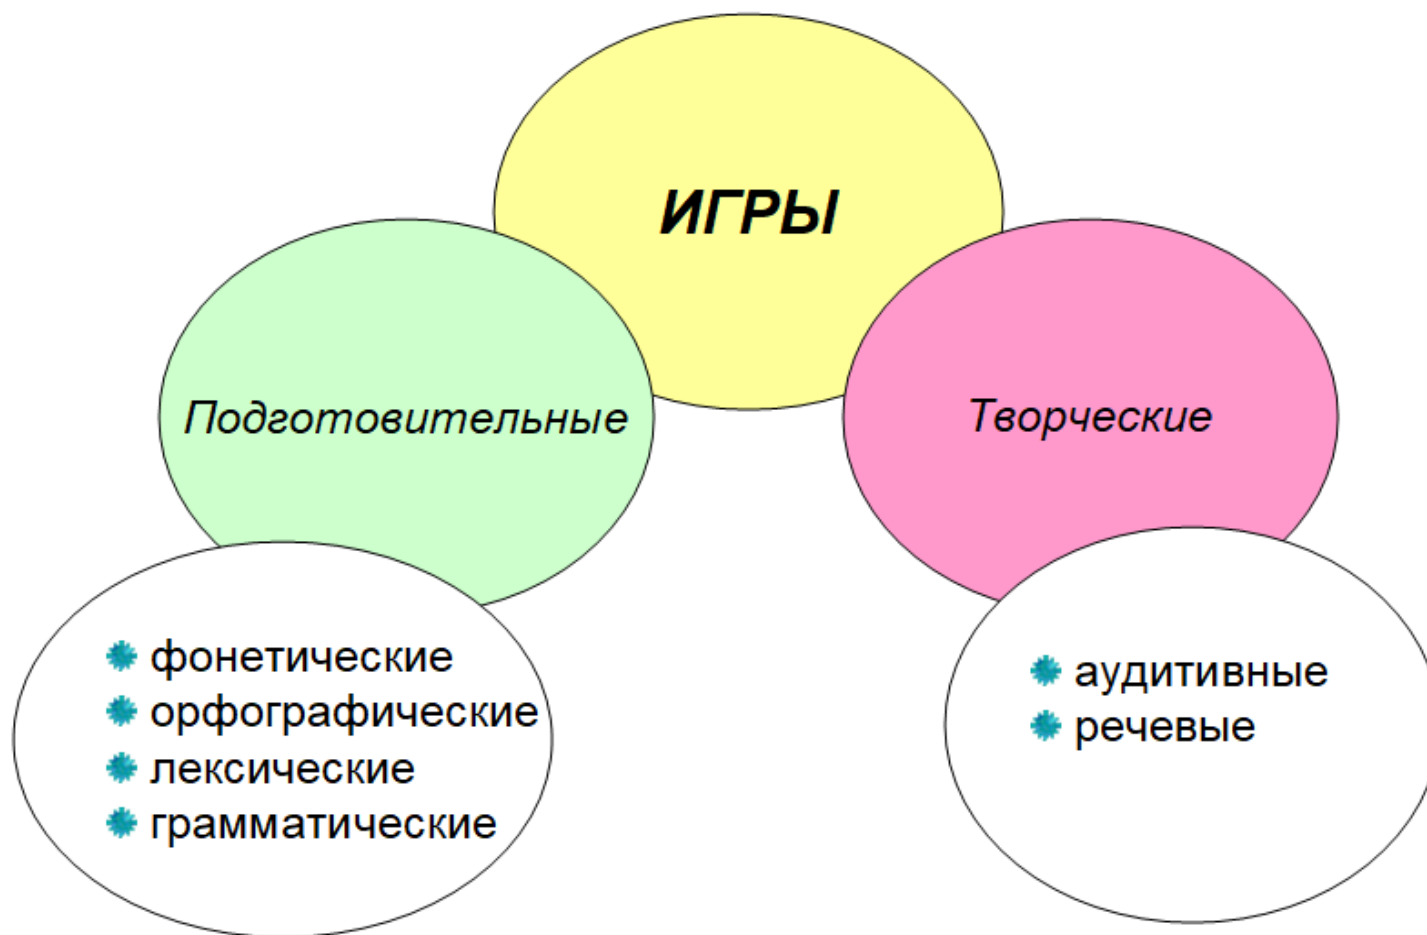 ИГРЫ
Подготовительные
Творческие
фонетические
орфографические
лексические
грамматические
аудитивные
речевые